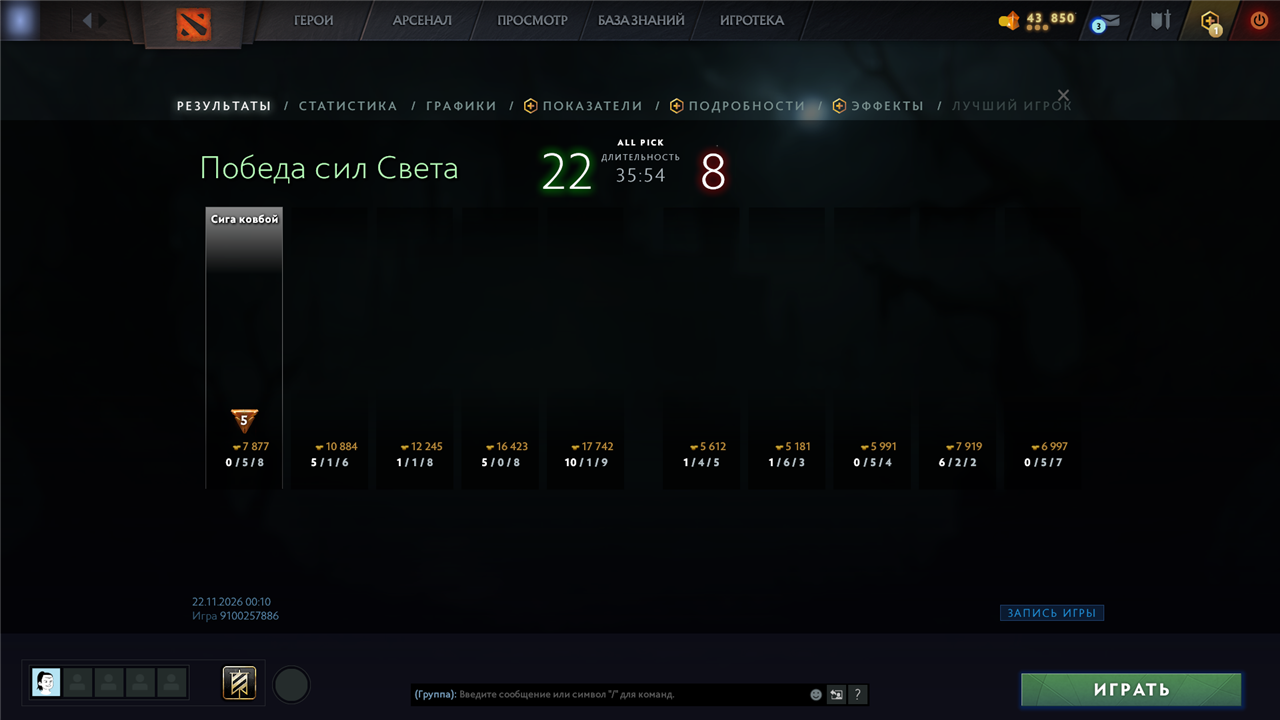 ГЕРОИ АРСЕНАЛ ПРОСМОТР БАЗА ЗНАНИЙ ИГРОТЕКА 43 850 3 1
РЕЗУЛЬТАТЫ / СТАТИСТИКА / ГРАФИКИ / ПОКАЗАТЕЛИ / ПОДРОБНОСТИ / ЭФФЕКТЫ / ЛУЧШИЙ ИГРОК
Победа сил Света
22
ALL PICK
ДЛИТЕЛЬНОСТЬ
35:54
8
Сига ковбой
5
7 877 10 884 12 245 16 423 17 742 5 612 5 181 5 991 7 919 6 997
0/5/8 5/1/6 1/1/8 5/0/8 10/1/9 1/4/5 1/6/3 0/5/4 6/2/2 0/5/7
22.11.2026 00:10
Игра 9100257886
ЗАПИСЬ ИГРЫ
(Группа): Введите сообщение или символ "/" для команд.
?
ИГРАТЬ